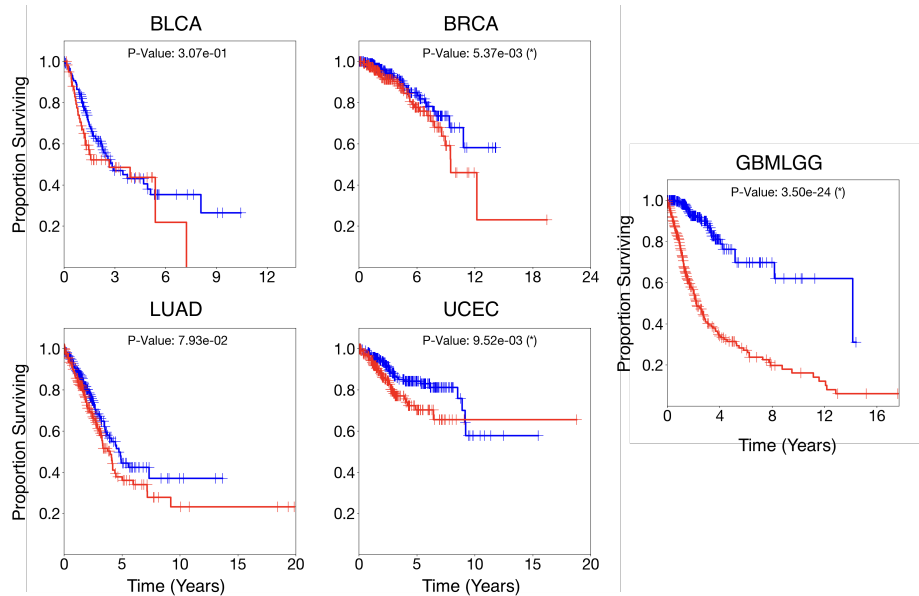 BLCA
P-Value: 3.07e-01
Proportion Surviving
1.0
0.8
0.6
0.4
0.2
0 3 6 9 12
BRCA
P-Value: 5.37e-03 (*)
1.0
0.8
0.6
0.4
0.2
0 6 12 18 24
LUAD
P-Value: 7.93e-02
Proportion Surviving
1.0
0.8
0.6
0.4
0.2
0 5 10 15 20
Time (Years)
UCEC
P-Value: 9.52e-03 (*)
1.0
0.8
0.6
0.4
0.2
0 5 10 15 20
Time (Years)
GBMLGG
P-Value: 3.50e-24 (*)
Proportion Surviving
1.0
0.8
0.6
0.4
0.2
0 4 8 12 16
Time (Years)